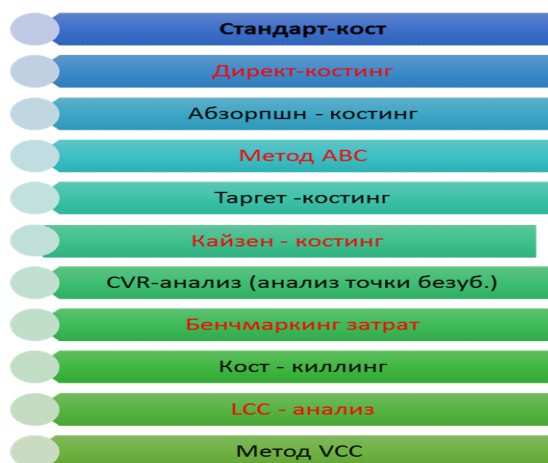 Стандарт-кост
Директ-костинг
Абзорпшн - костинг
Метод АВС
Таргет -костинг
Кайзен - костинг
CVR-анализ (анализ точки безуб.)
Бенчмаркинг затрат
Кост - киллинг
LCC - анализ
Метод VCC